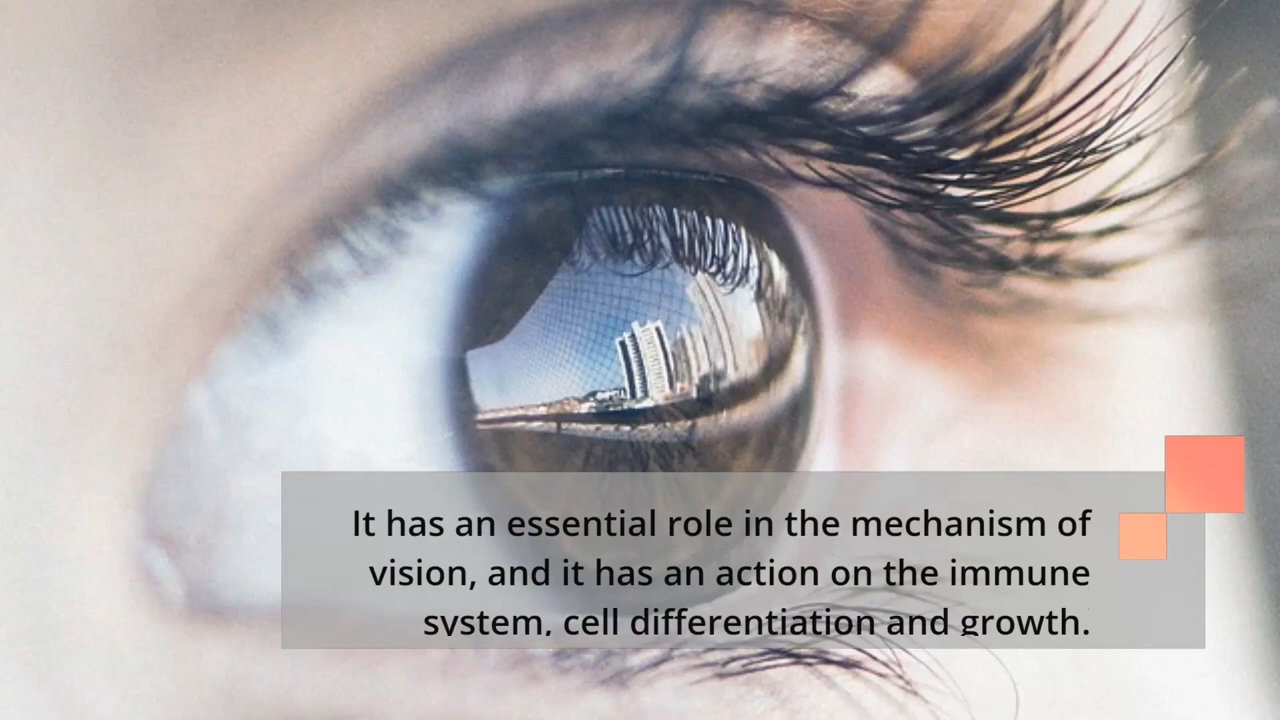 It has an essential role in the mechanism of
vision, and it has an action on the immune
system, cell differentiation and growth.